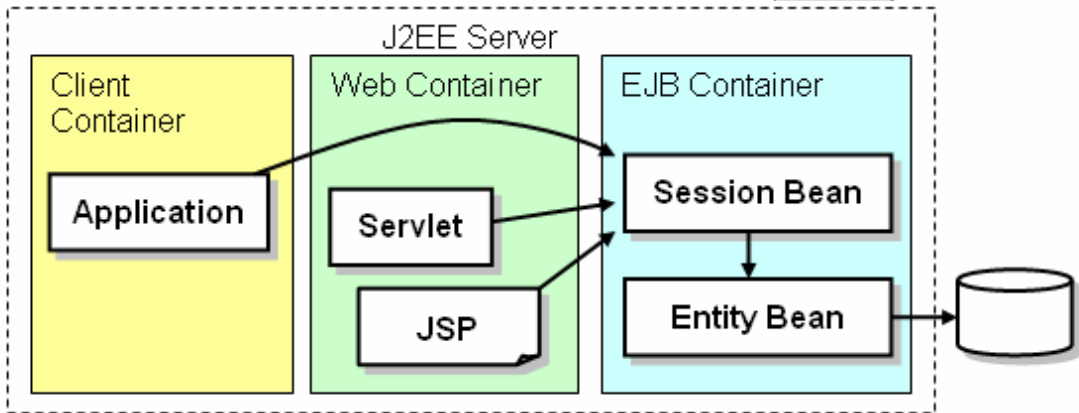 J2EE Server
Client
Container
Application
Web Container
Servlet
JSP
EJB Container
Session Bean
Entity Bean